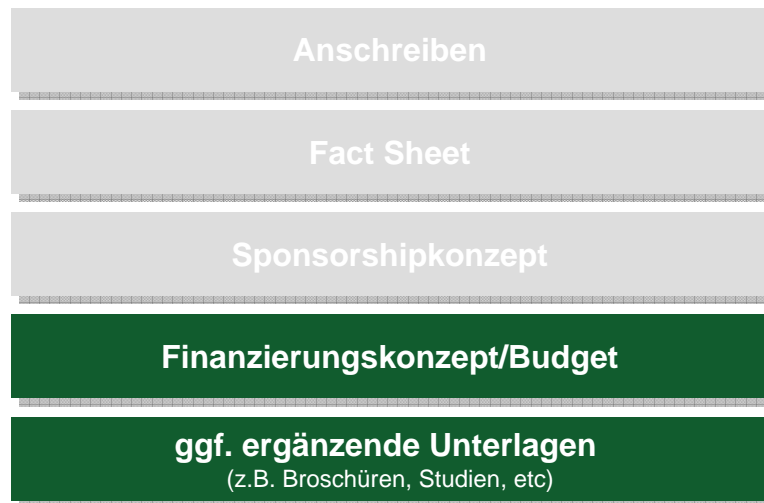 Anschreiben
Fact Sheet
Sponsorshipkonzept
Finanzierungskonzept/Budget
ggf. ergänzende Unterlagen
(z.B. Broschüren, Studien, etc)